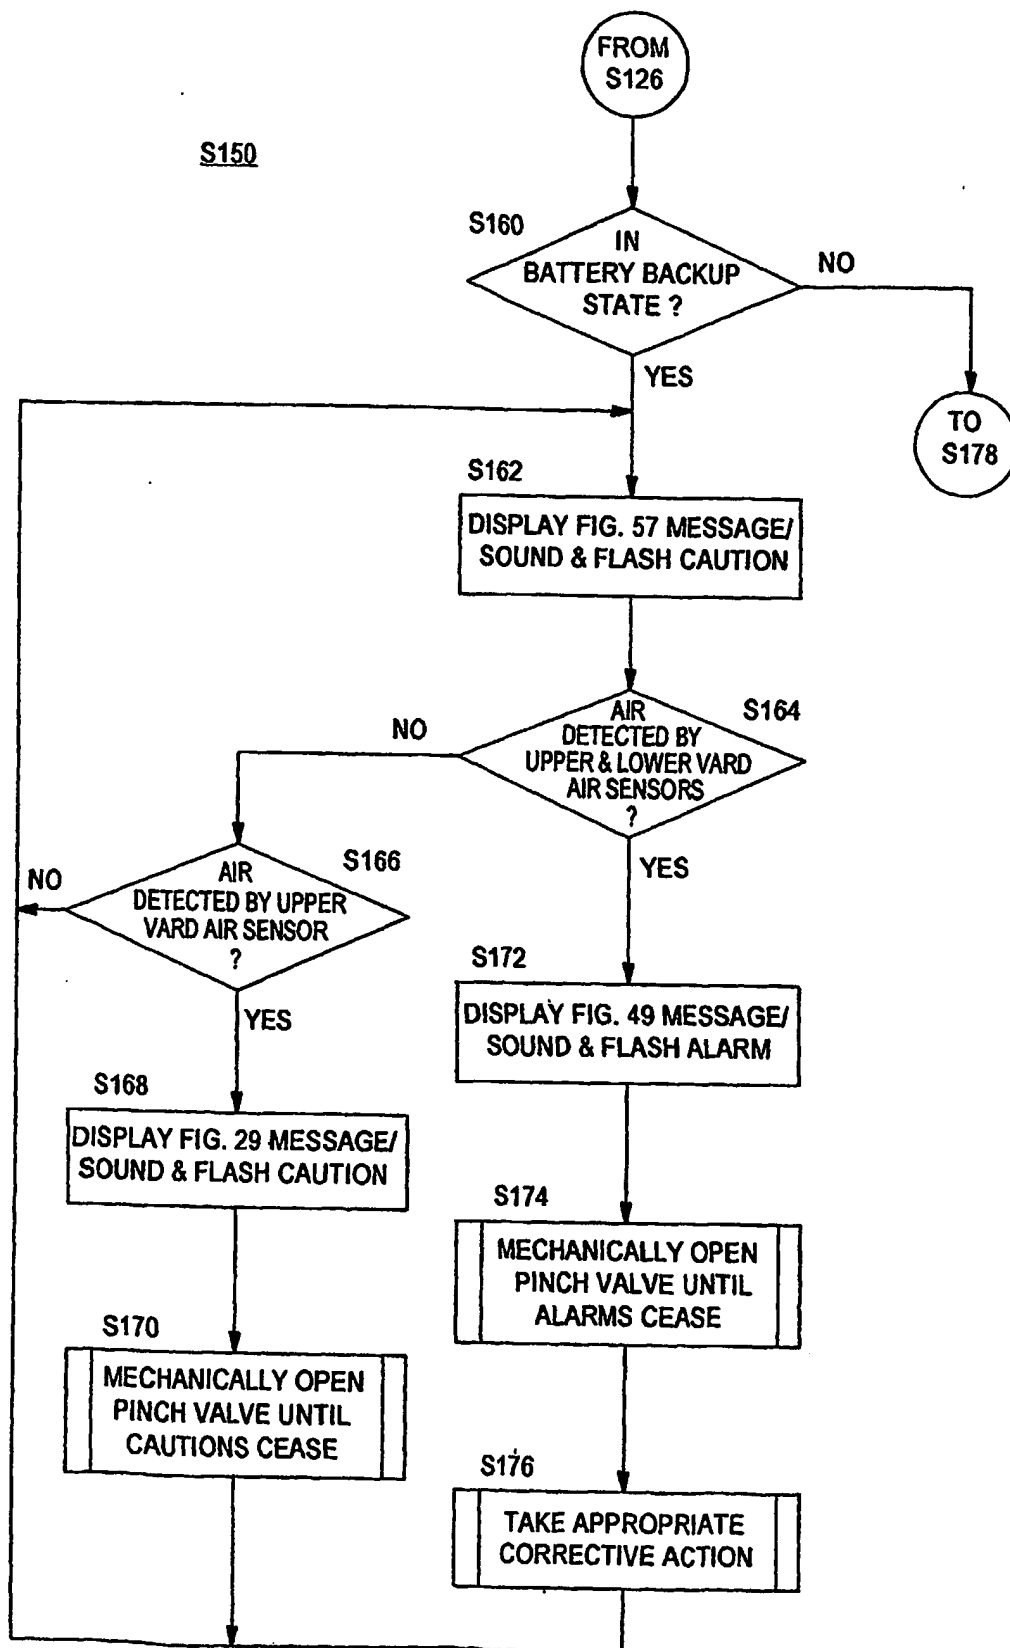 FROM
S126
S150
S160
IN
BATTERY BACKUP
STATE ?
NO
YES
TO
S178
S162
DISPLAY FIG. 57 MESSAGE/
SOUND & FLASH CAUTION
S164
AIR
DETECTED BY
UPPER & LOWER VARD
AIR SENSORS
?
NO
YES
S166
AIR
DETECTED BY UPPER
VARD AIR SENSOR
?
NO
YES
S172
DISPLAY FIG. 49 MESSAGE/
SOUND & FLASH ALARM
S168
DISPLAY FIG. 29 MESSAGE/
SOUND & FLASH CAUTION
S174
MECHANICALLY OPEN
PINCH VALVE UNTIL
ALARMS CEASE
S170
MECHANICALLY OPEN
PINCH VALVE UNTIL
CAUTIONS CEASE
S176
TAKE APPROPRIATE
CORRECTIVE ACTION